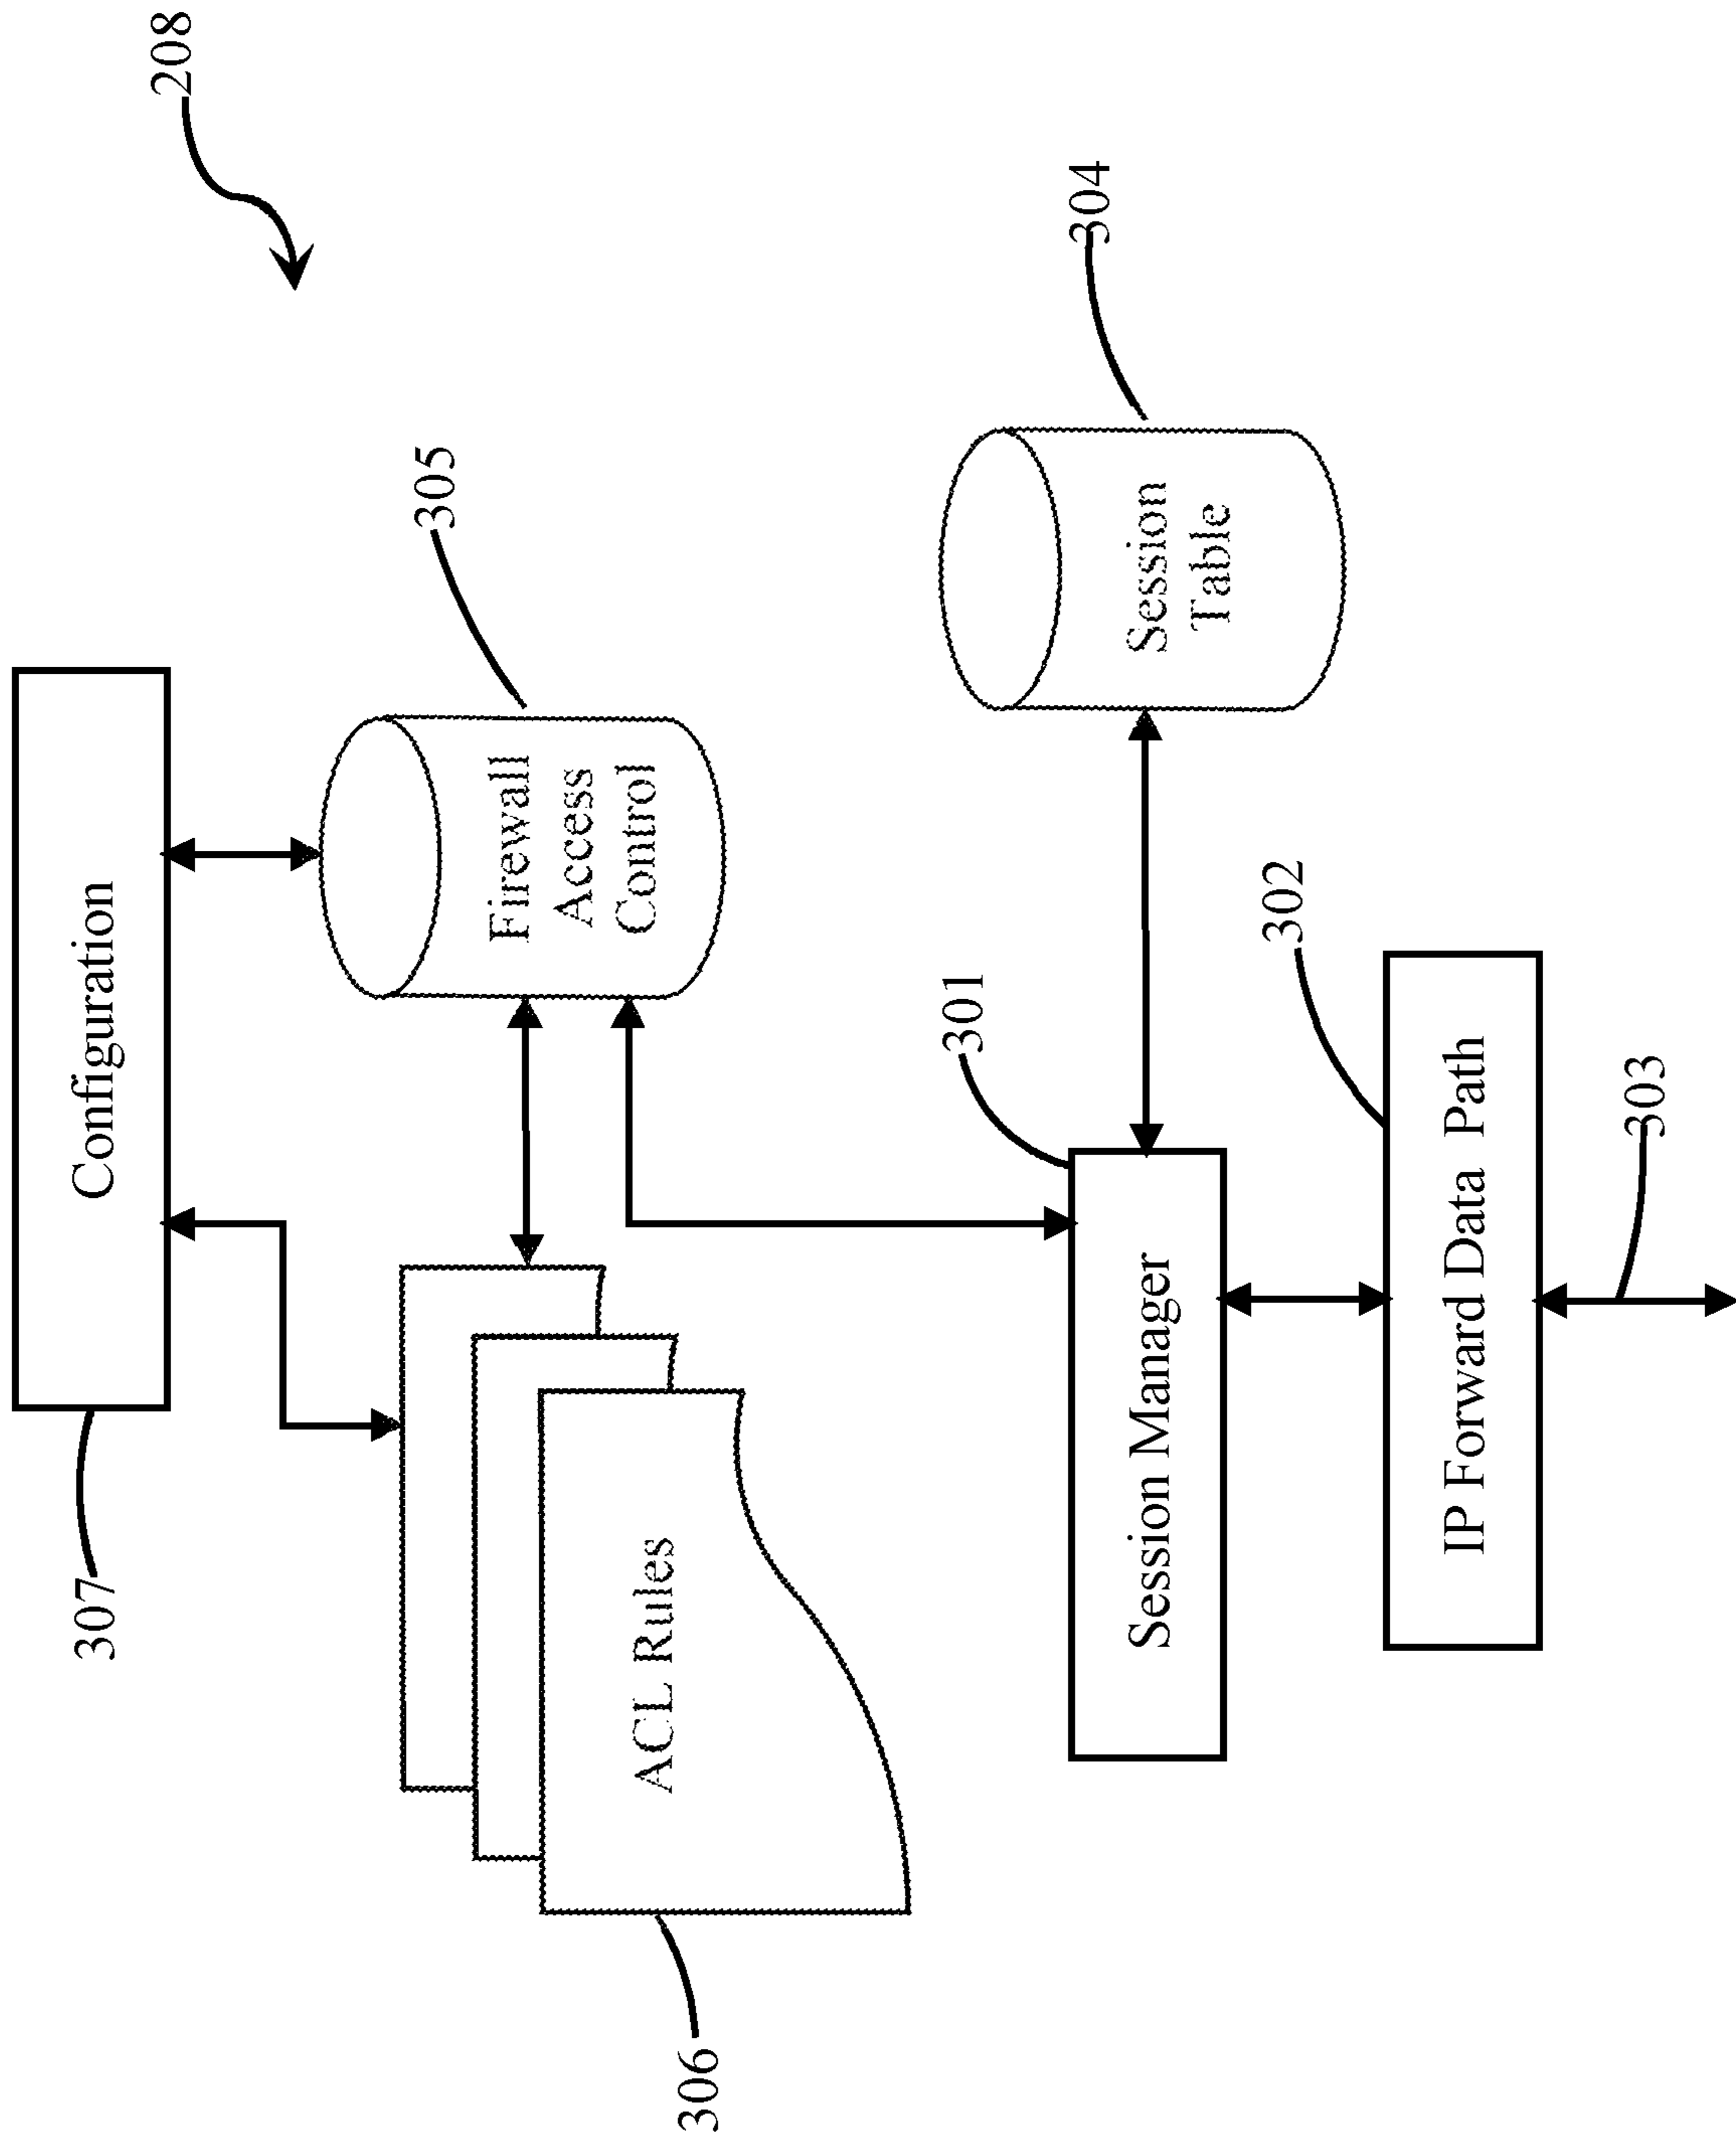 208
307
Configuration
305
Firewall
Access
Control
306
ACL Rules
304
Session
Table
301
Session Manager
302
IP Forward Data Path
303